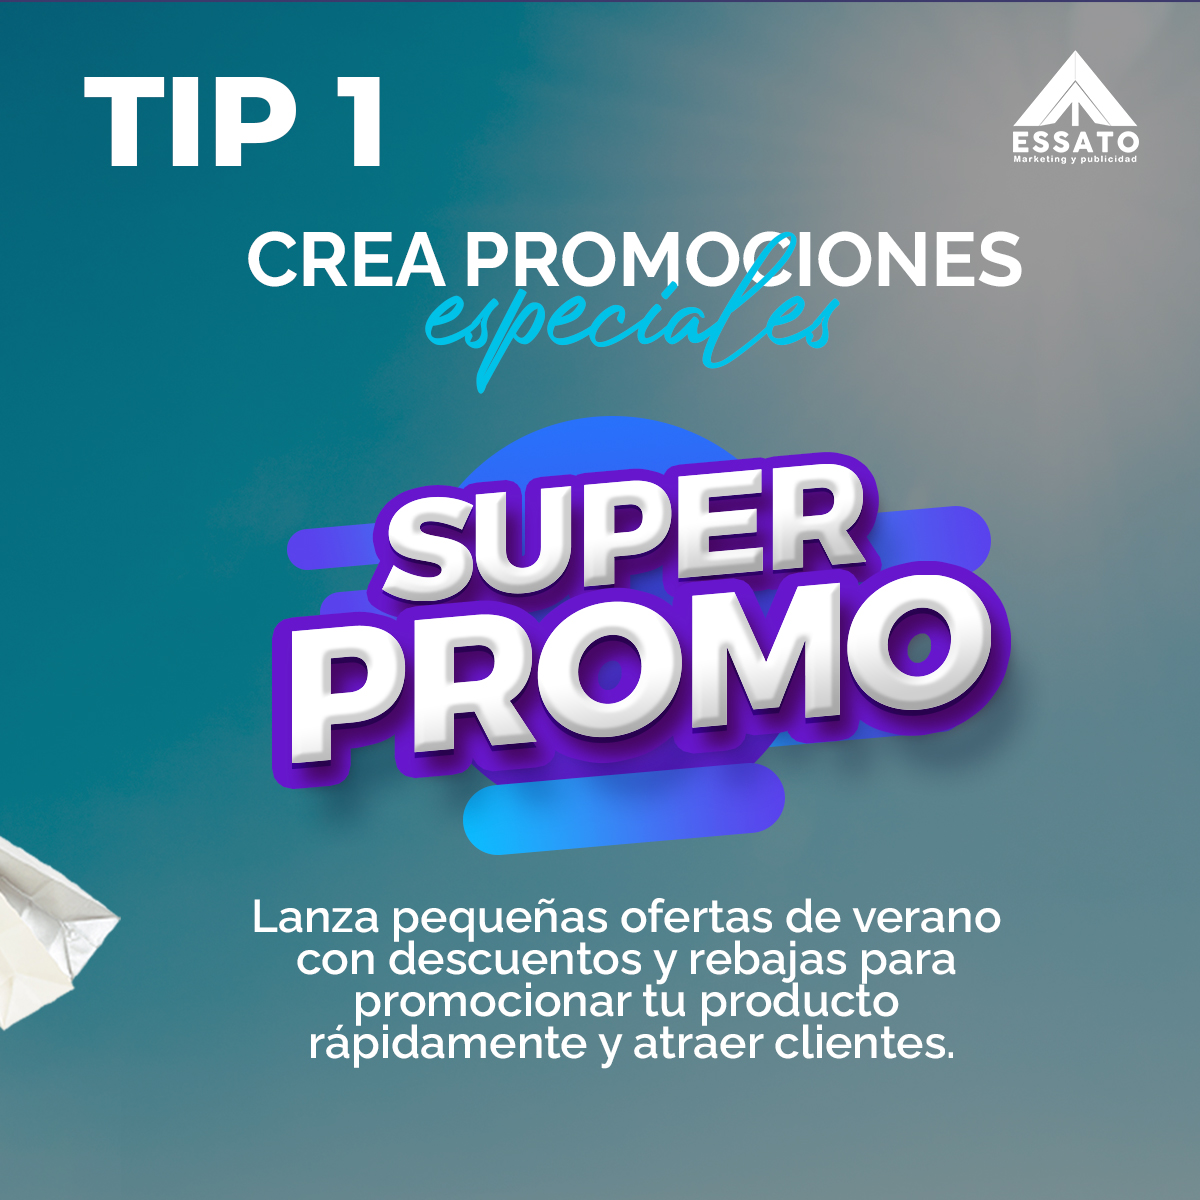 TIP 1
ESSATO
Marketing y publicidad
CREA PROMOCIONES
especiales
SUPER
PROMO
Lanza pequeñas ofertas de verano
con descuentos y rebajas para
promocionar tu producto
rápidamente y atraer clientes.